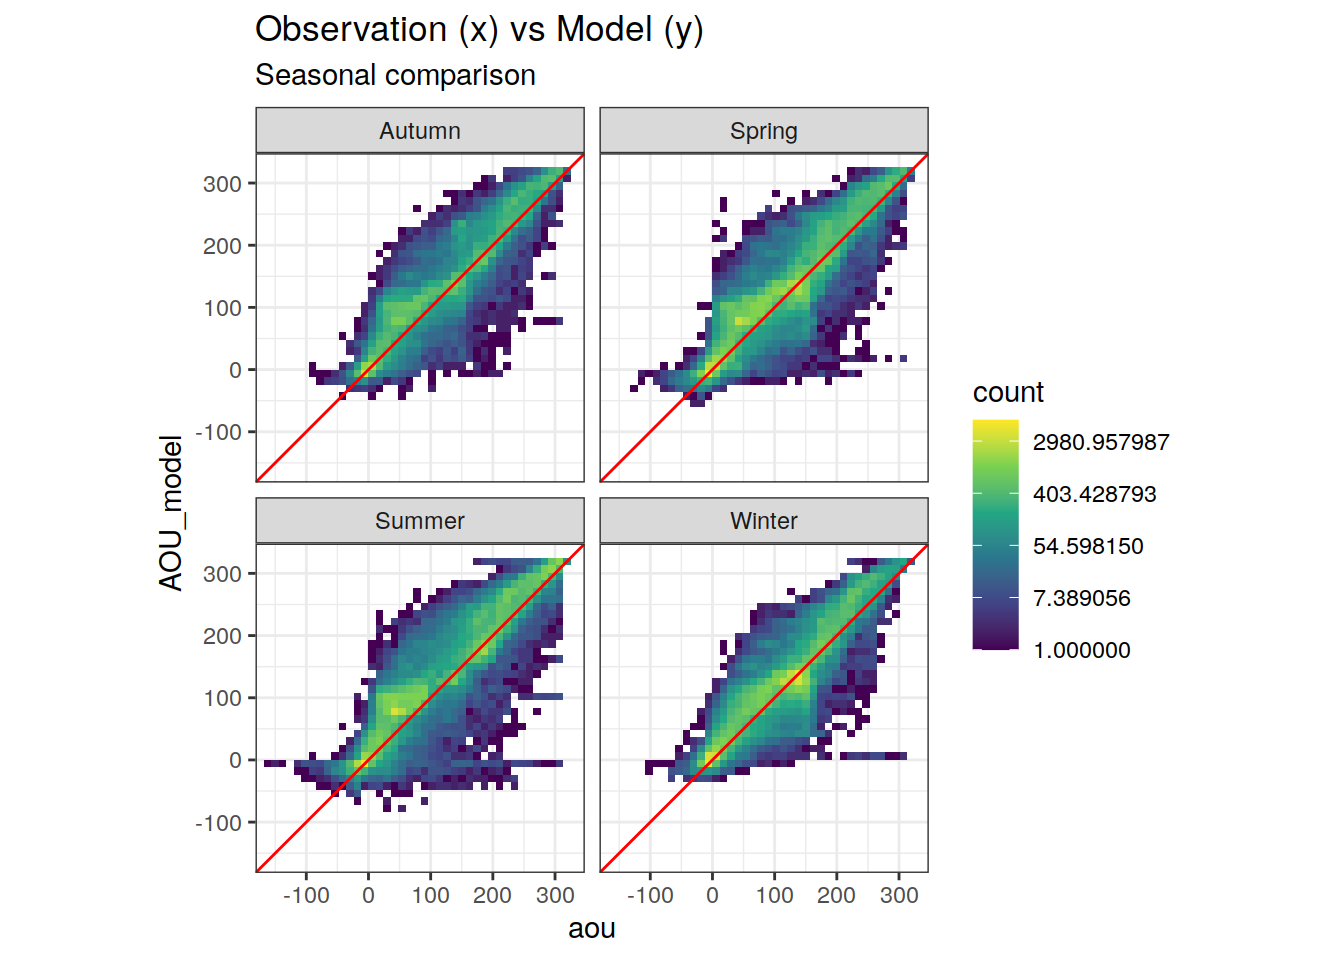 Observation (x) vs Model (y)
Seasonal comparison
Autumn
Spring
300
200
100
0
-100
Summer
Winter
300
200
100
0
-100
-100 0 100 200 300
-100 0 100 200 300
aou
AOU_model
count
2980.957987
403.428793
54.598150
7.389056
1.000000